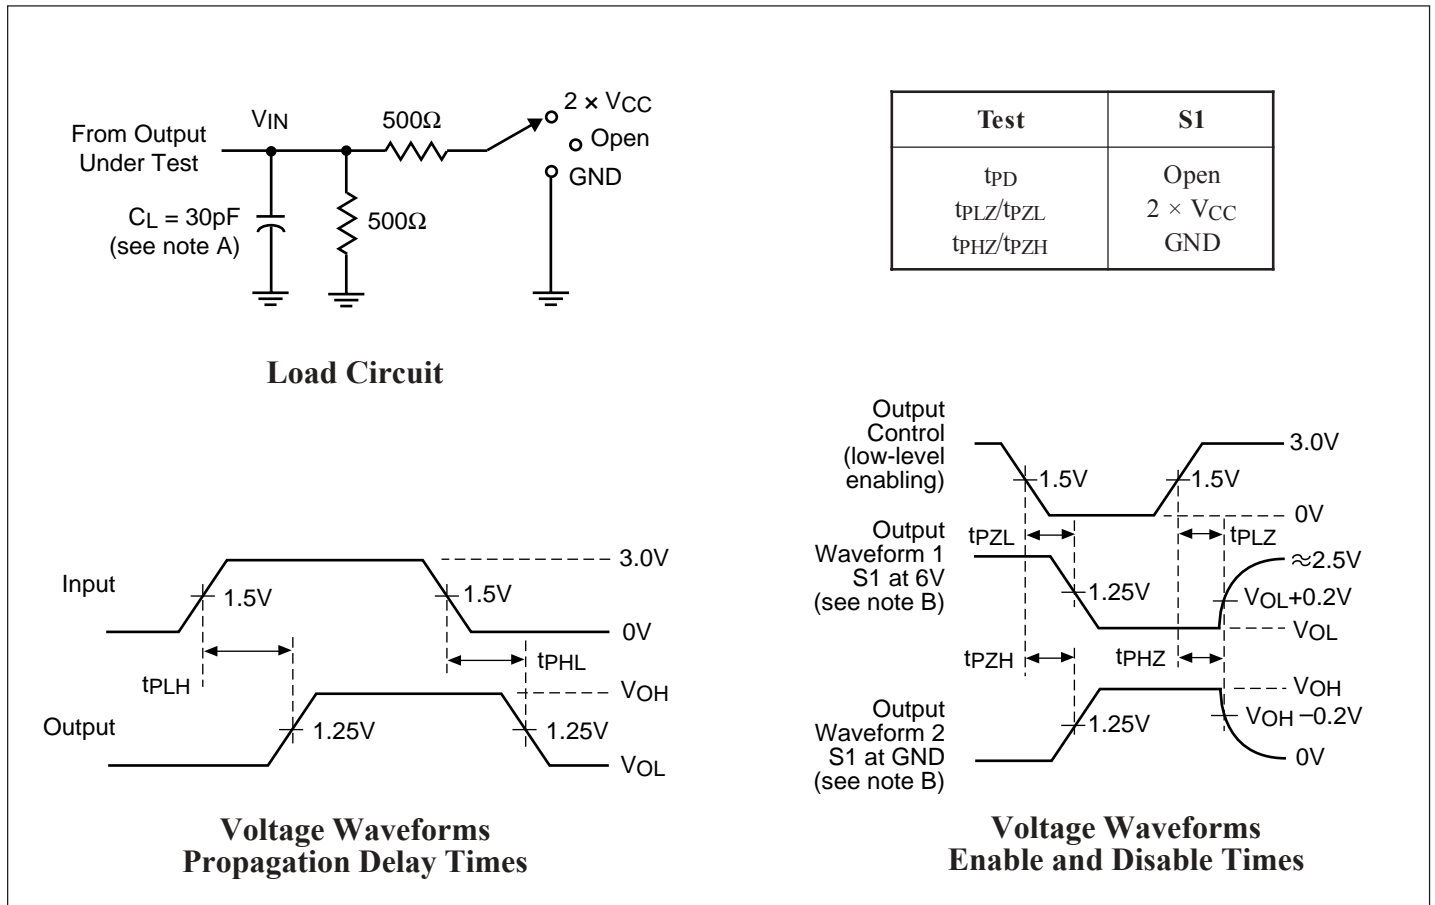 From Output
Under Test
VIN
500Ω
2 × VCC
Open
GND
CL = 30pF
(see note A)
500Ω
Load Circuit
Test S1
tPD Open
tPLZ/tPZL 2 × VCC
tPHZ/tPZH GND
Input
1.5V
1.5V
3.0V
0V
tPLH
tPHL
Output
1.25V
1.25V
VOH
VOL
Voltage Waveforms
Propagation Delay Times
Output
Control
(low-level
enabling)
1.5V
1.5V
3.0V
0V
Output
Waveform 1
S1 at 6V
(see note B)
tPZL
tPLZ
1.25V
≈2.5V
VOL+0.2V
VOL
tPZH
tPHZ
Output
Waveform 2
S1 at GND
(see note B)
1.25V
VOH
VOH –0.2V
0V
Voltage Waveforms
Enable and Disable Times